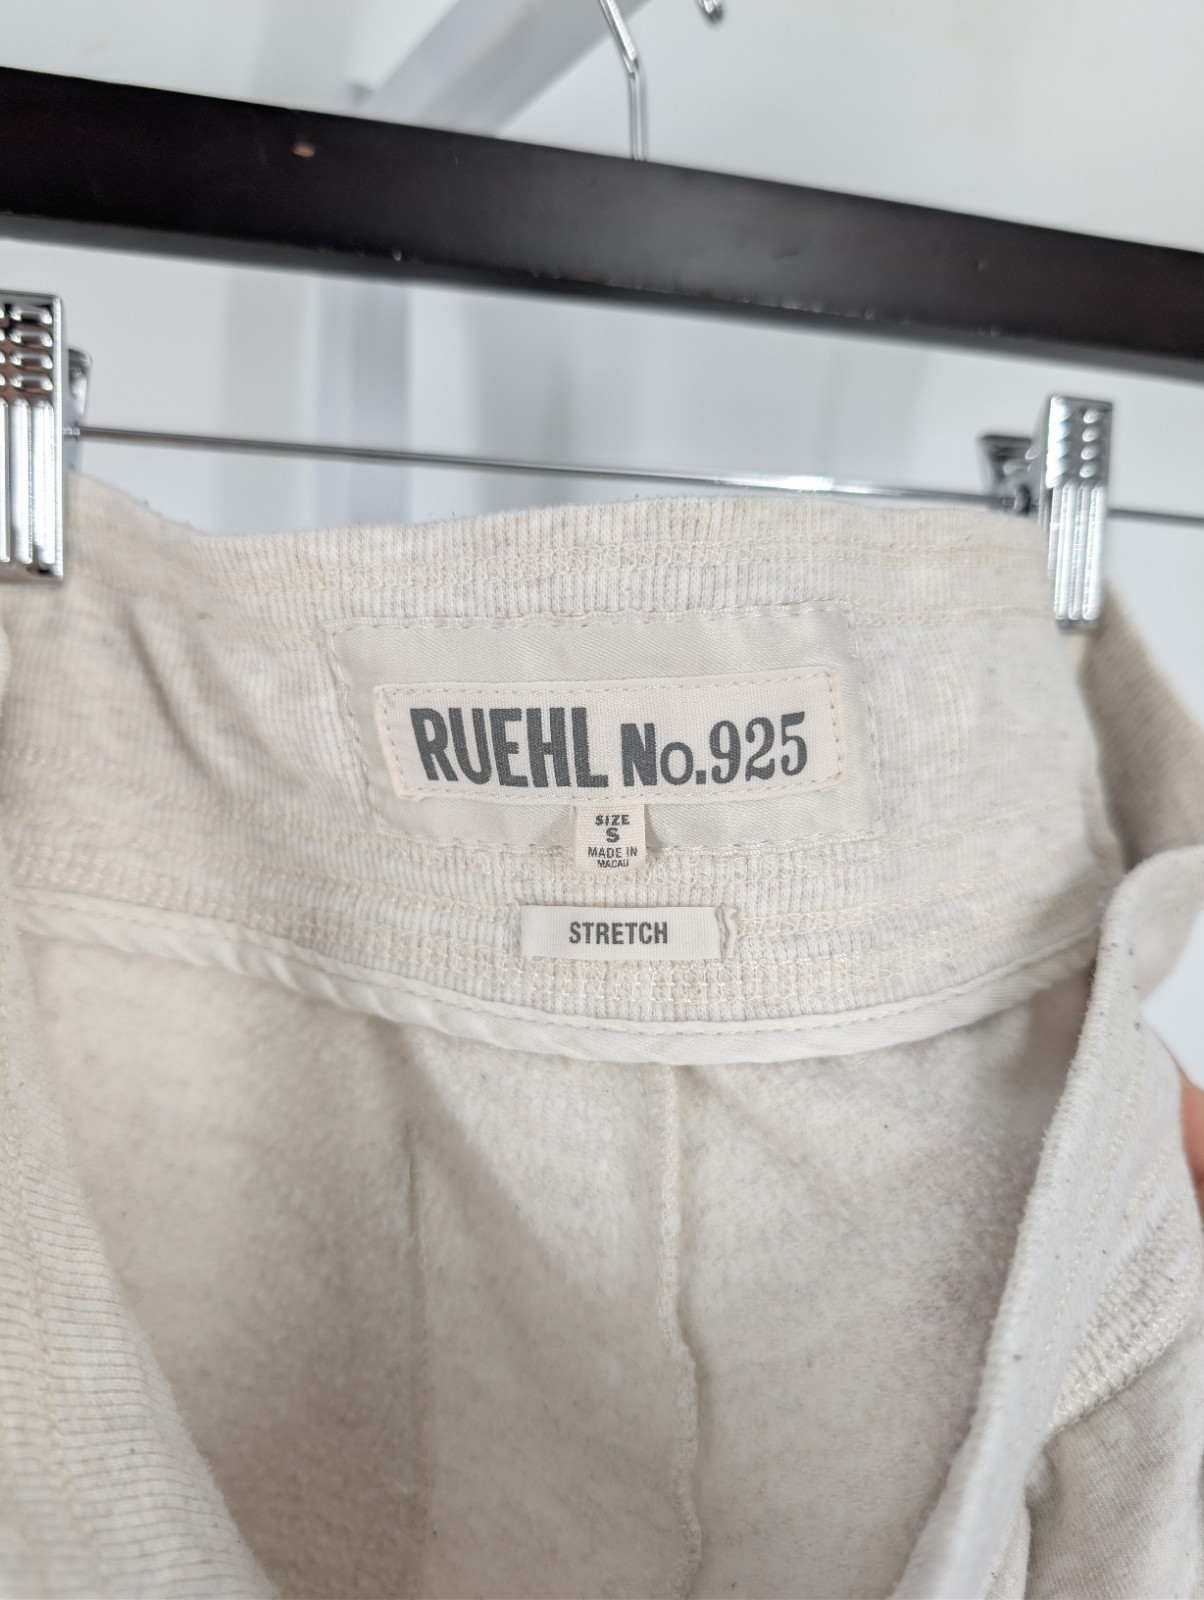 RUEHL No.925
SIZE
S
MADE IN
MACAU
STRETCH